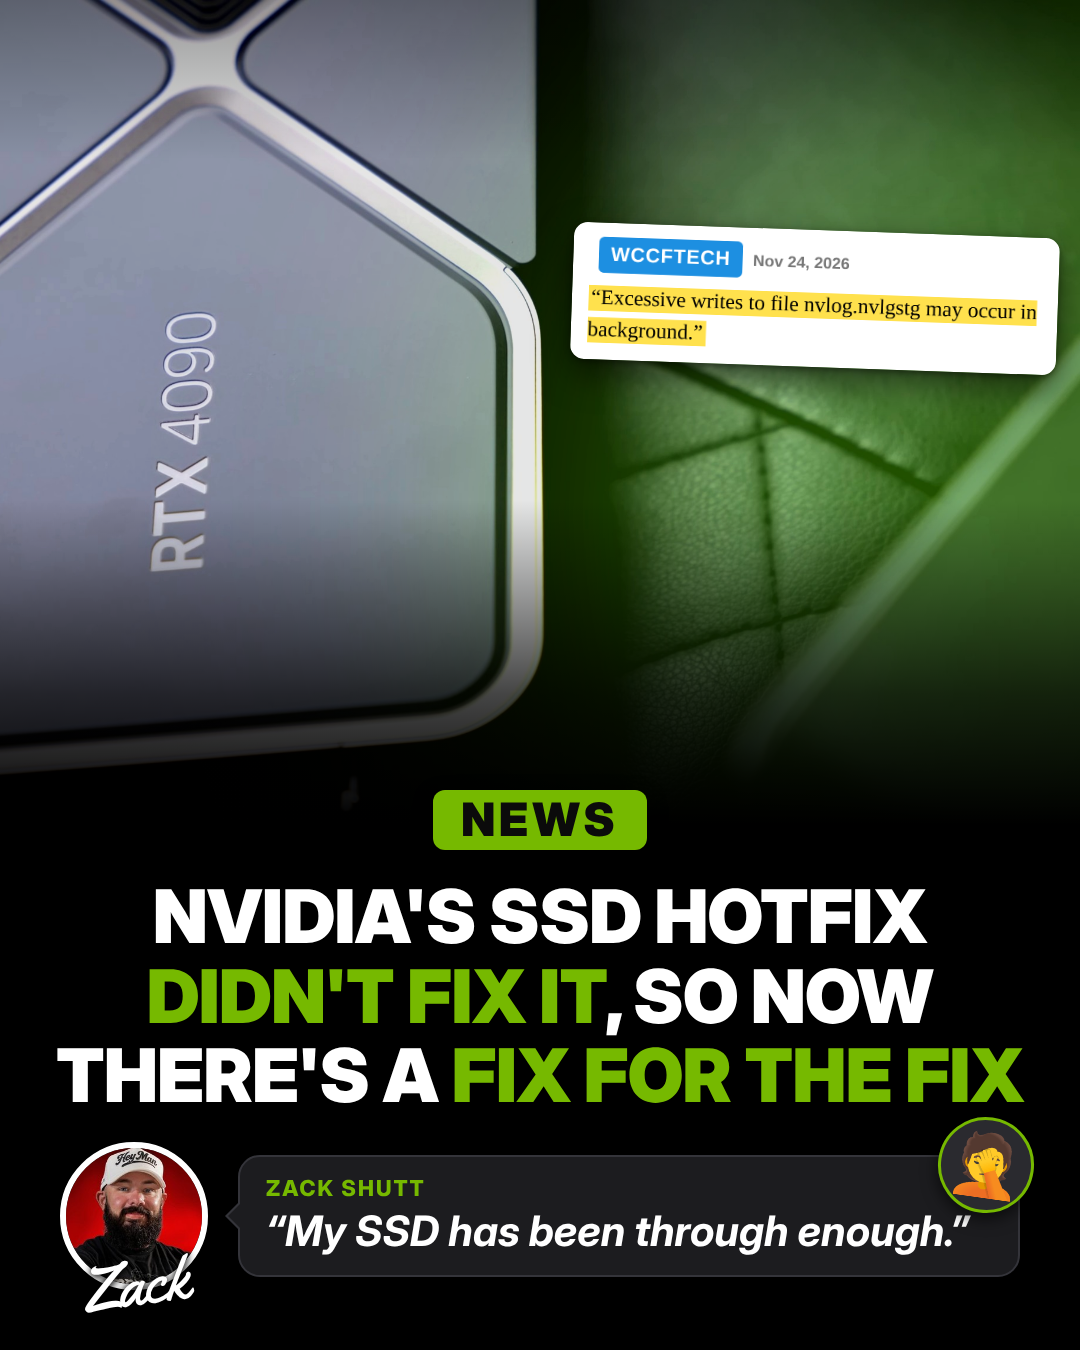 RTX 4090
WCCFTECH Nov 24, 2026
“Excessive writes to file nvlog.nvlgstg may occur in
background.”
NEWS
NVIDIA'S SSD HOTFIX
DIDN'T FIX IT, SO NOW
THERE'S A FIX FOR THE FIX
Hey Man
ZACK SHUTT
“My SSD has been through enough.”
Zack